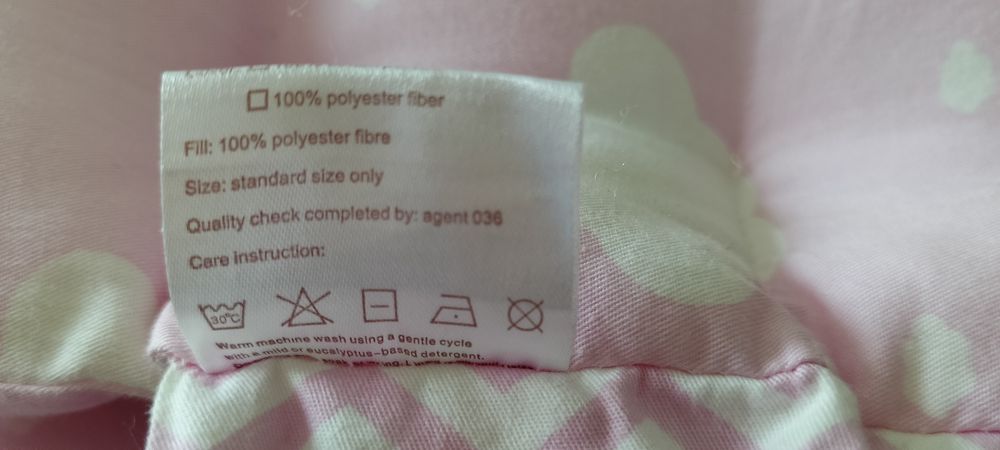 100% polyester fiber
Fill: 100% polyester fibre
Size: standard size only
Quality check completed by: agent 036
Care instruction:
30°C
Warm machine wash using a gentle cycle
with a mild or eucalyptus-based detergent.